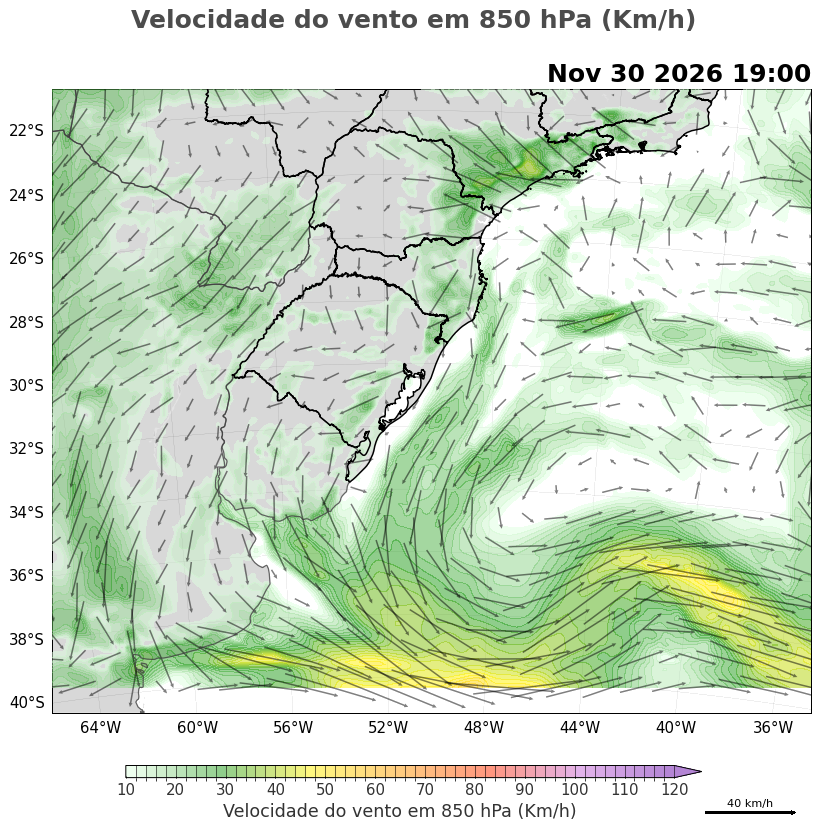 Velocidade do vento em 850 hPa (Km/h)
Nov 30 2026 19:00
22°S
24°S
26°S
28°S
30°S
32°S
34°S
36°S
38°S
40°S
64°W 60°W 56°W 52°W 48°W 44°W 40°W 36°W
10 20 30 40 50 60 70 80 90 100 110 120
Velocidade do vento em 850 hPa (Km/h)
40 km/h